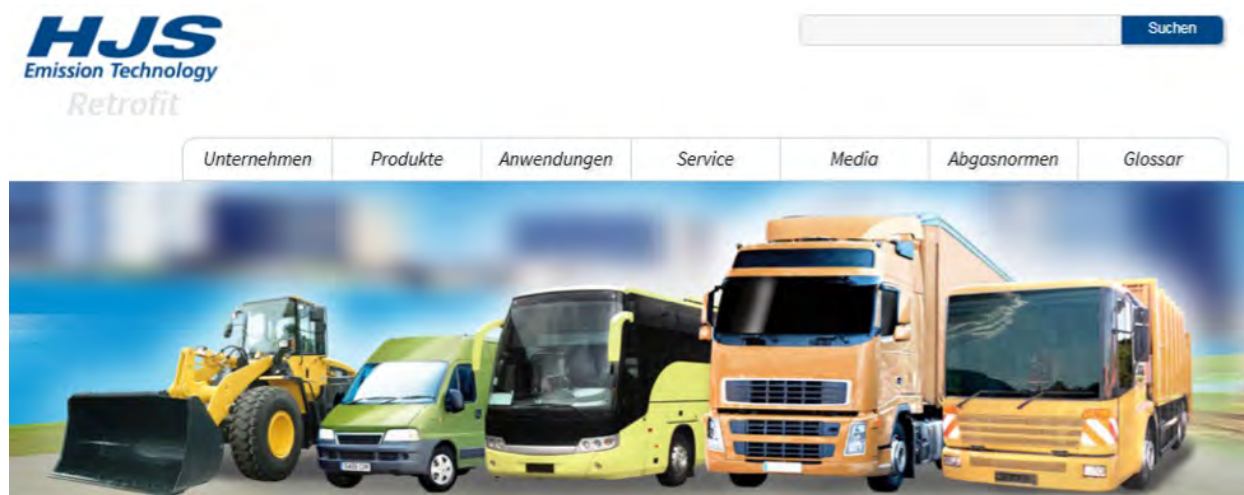 HJS
Emission Technology
Retrofit
Suchen
Unternehmen Produkte Anwendungen Service Media Abgasnormen Glossar